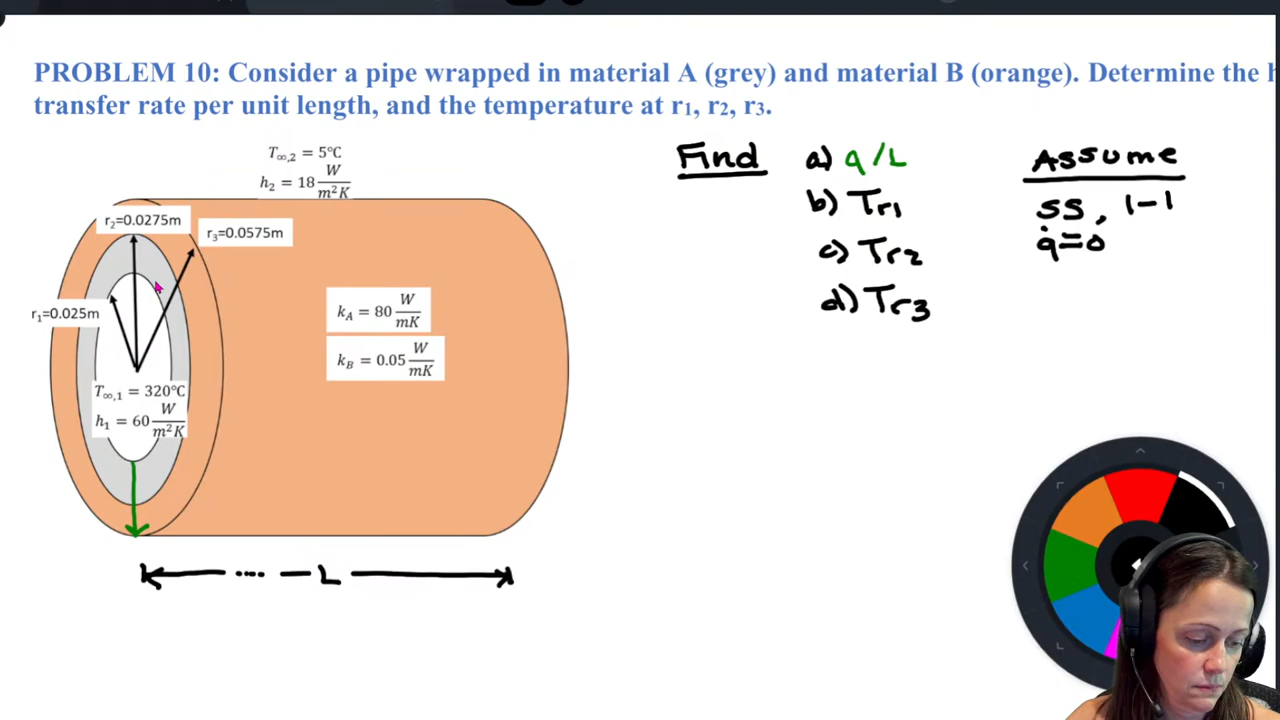 PROBLEM 10: Consider a pipe wrapped in material A (grey) and material B (orange). Determine the
transfer rate per unit length, and the temperature at r₁, r₂, r₃.
T∞,₂ = 5°C
h₂ = 18 W/m²K
r₂=0.0275m
r₃=0.0575m
r₁=0.025m
k_A = 80 W/mK
k_B = 0.05 W/mK
T∞,₁ = 320°C
h₁ = 60 W/m²K
L
Find
a) q/L
b) Tr₁
c) Tr₂
d) Tr₃
Assume
SS, 1-1
q̇=0